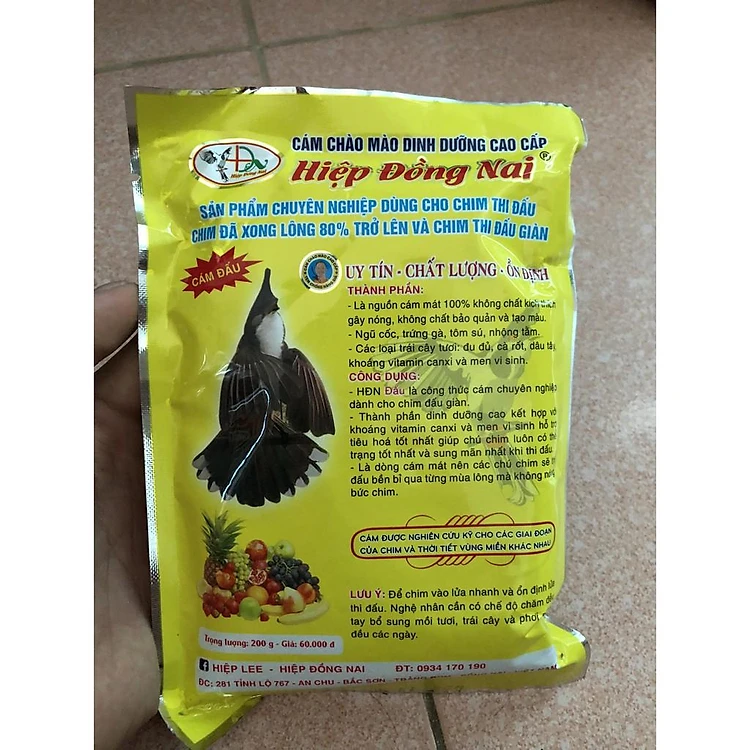 CÁM CHÀO MÀO DINH DƯỠNG CAO CẤP
Hiệp Đồng Nai
Hiệp Đồng Nai ®
SẢN PHẨM CHUYÊN NGHIỆP DÙNG CHO CHIM THI ĐẤU
CHIM ĐÃ XONG LÔNG 80% TRỞ LÊN VÀ CHIM THI ĐẤU GIÀN
CÁM ĐẤU
UY TÍN - CHẤT LƯỢNG - ỔN ĐỊNH
THÀNH PHẦN:
- Là nguồn cám mát 100% không chất kích thích
gây nóng, không chất bảo quản và tạo màu.
- Ngũ cốc, trứng gà, tôm sú, nhộng tằm.
- Các loại trái cây tươi: đu đủ, cà rốt, dâu tây,
khoáng vitamin canxi và men vi sinh.
CÔNG DỤNG:
- HĐN Đấu là công thức cám chuyên nghiệp
dành cho chim đấu giàn.
- Thành phần dinh dưỡng cao kết hợp với
khoáng vitamin canxi và men vi sinh hỗ trợ
tiêu hoá tốt nhất giúp chú chim luôn có thể
trạng tốt nhất và sung mãn nhất khi thi đấu.
- Là dòng cám mát nên các chú chim sẽ thi
đấu bền bỉ qua từng mùa lông mà không nóng
bức chim.
CÁM ĐƯỢC NGHIÊN CỨU KỸ CHO CÁC GIAI ĐOẠN
CỦA CHIM VÀ THỜI TIẾT VÙNG MIỀN KHÁC NHAU
LƯU Ý: Để chim vào lửa nhanh và ổn định lửa
thi đấu. Nghệ nhân cần có chế độ chăm đều
tay bổ sung mồi tươi, trái cây và phơi
đều các ngày.
Trọng lượng: 200 g - Giá: 60.000 đ
HIỆP LEE - HIỆP ĐỒNG NAI ĐT: 0934 170 190
ĐC: 281 TỈNH LỘ 767 - AN CHU - BẮC SƠN - TRẢNG BOM